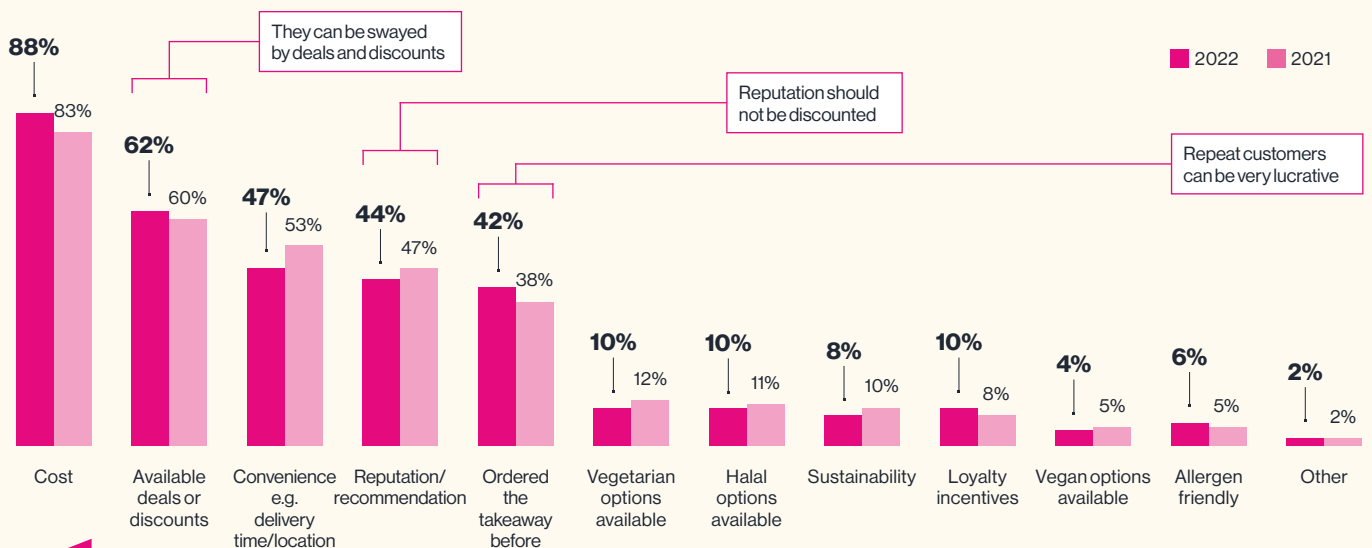 They can be swayed
by deals and discounts
88%
2022
2021
83%
Reputation should
not be discounted
62%
Repeat customers
can be very lucrative
60%
47%
53%
44%
47%
42%
38%
10%
12%
10%
11%
8%
10%
10%
8%
4%
5%
6%
5%
2%
2%
Cost
Available
deals or
discounts
Convenience
e.g.
delivery
time/location
Reputation/
recommendation
Ordered
the
takeaway
before
Vegetarian
options
available
Halal
options
available
Sustainability
Loyalty
incentives
Vegan options
available
Allergen
friendly
Other